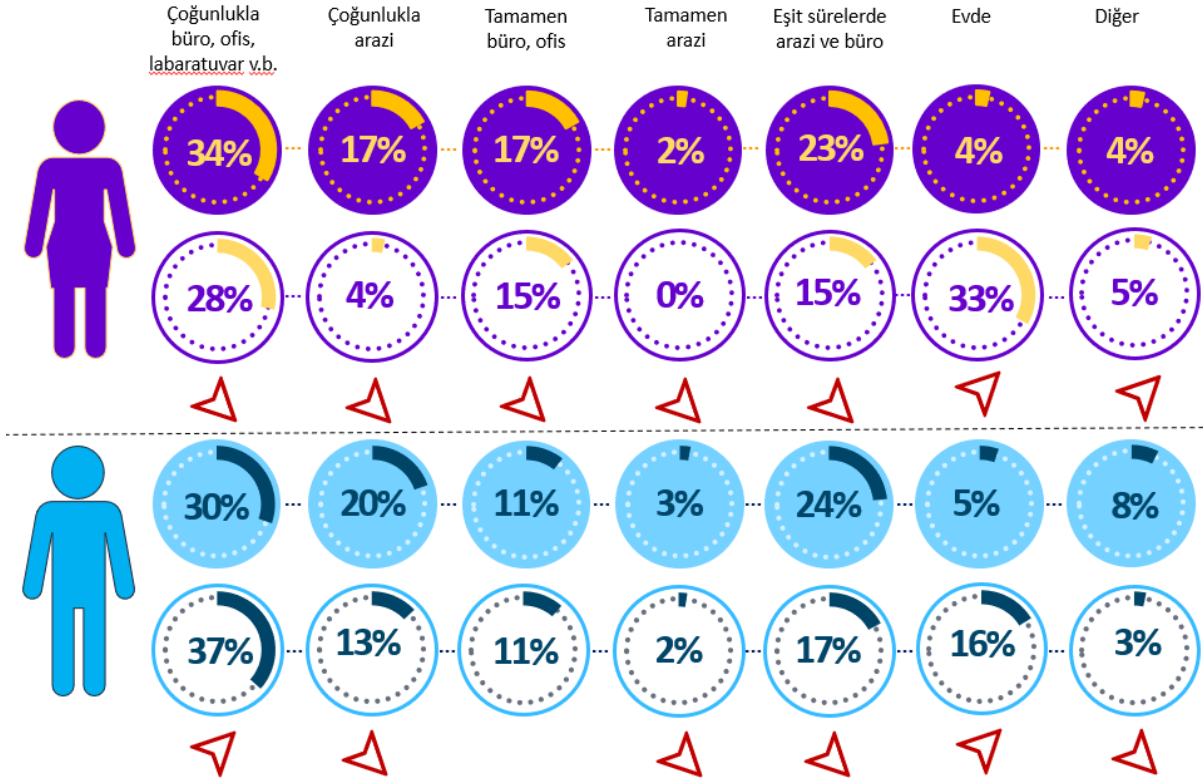 Çoğunlukla
büro, ofis,
labaratuvar v.b.
Çoğunlukla
arazi
Tamamen
büro, ofis
Tamamen
arazi
Eşit sürelerde
arazi ve büro
Evde
Diğer
34% 17% 17% 2% 23% 4% 4%
28% 4% 15% 0% 15% 33% 5%
30% 20% 11% 3% 24% 5% 8%
37% 13% 11% 2% 17% 16% 3%